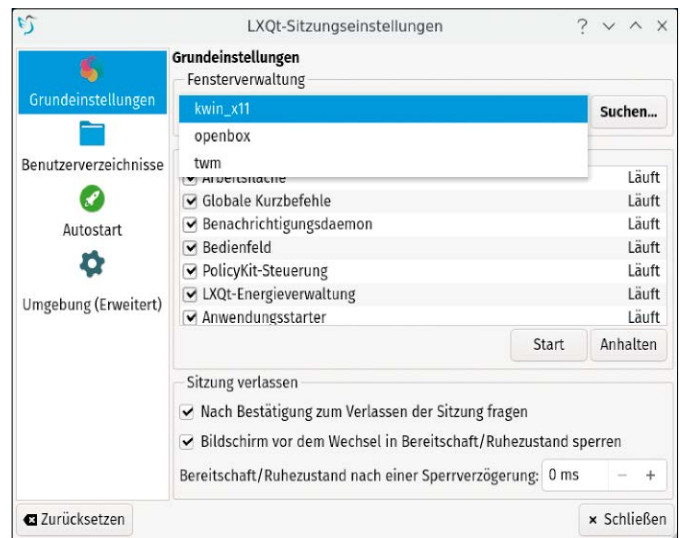 LXQt-Sitzungseinstellungen
Grundeinstellungen
Benutzerverzeichnisse
Autostart
Umgebung (Erweitert)
Grundeinstellungen
Fensterverwaltung
kwin_x11
openbox
twm
Suchen...
Arbeitsfläche Läuft
Globale Kurzbefehle Läuft
Benachrichtigungsdaemon Läuft
Bedienfeld Läuft
PolicyKit-Steuerung Läuft
LXQt-Energieverwaltung Läuft
Anwendungsstarter Läuft
Start Anhalten
Sitzung verlassen
Nach Bestätigung zum Verlassen der Sitzung fragen
Bildschirm vor dem Wechsel in Bereitschaft/Ruhezustand sperren
Bereitschaft/Ruhezustand nach einer Sperrverzögerung: 0 ms
Zurücksetzen
Schließen